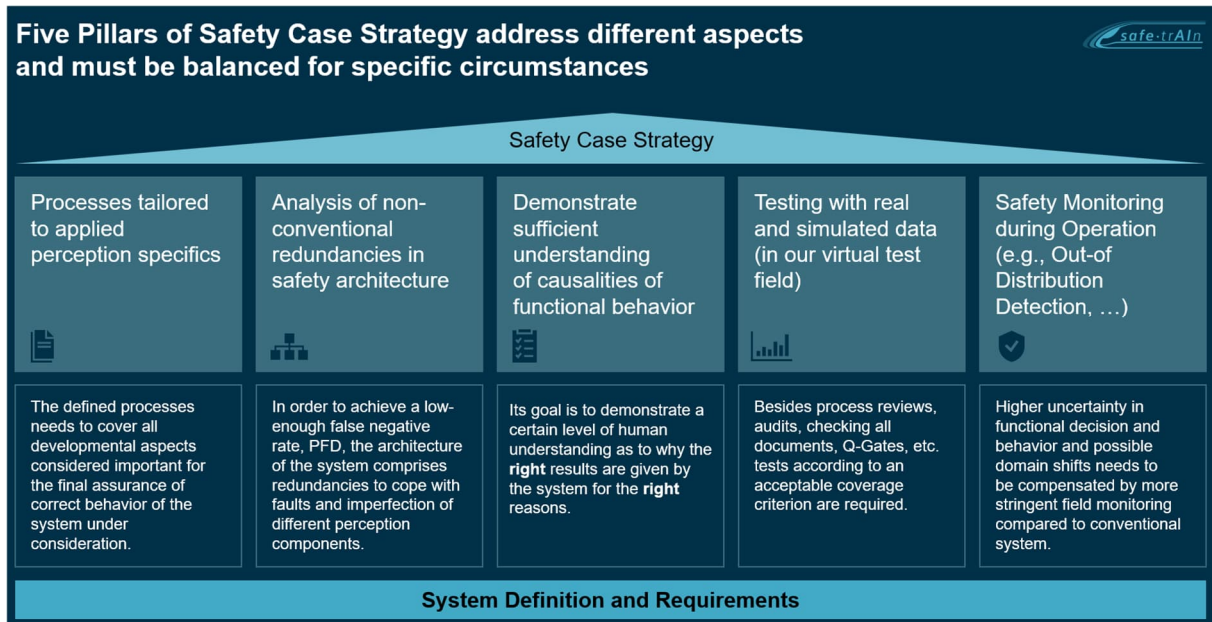 Five Pillars of Safety Case Strategy address different aspects
and must be balanced for specific circumstances
safe.trAIn
Safety Case Strategy
Processes tailored
to applied
perception specifics
Analysis of non-
conventional
redundancies in
safety architecture
Demonstrate
sufficient
understanding
of causalities of
functional behavior
Testing with real
and simulated data
(in our virtual test
field)
Safety Monitoring
during Operation
(e.g., Out-of
Distribution
Detection, …)
The defined processes
needs to cover all
developmental aspects
considered important for
the final assurance of
correct behavior of the
system under
consideration.
In order to achieve a low-
enough false negative
rate, PFD, the architecture
of the system comprises
redundancies to cope with
faults and imperfection of
different perception
components.
Its goal is to demonstrate a
certain level of human
understanding as to why the
right results are given by
the system for the right
reasons.
Besides process reviews,
audits, checking all
documents, Q-Gates, etc.
tests according to an
acceptable coverage
criterion are required.
Higher uncertainty in
functional decision and
behavior and possible
domain shifts needs to
be compensated by more
stringent field monitoring
compared to conventional
system.
System Definition and Requirements